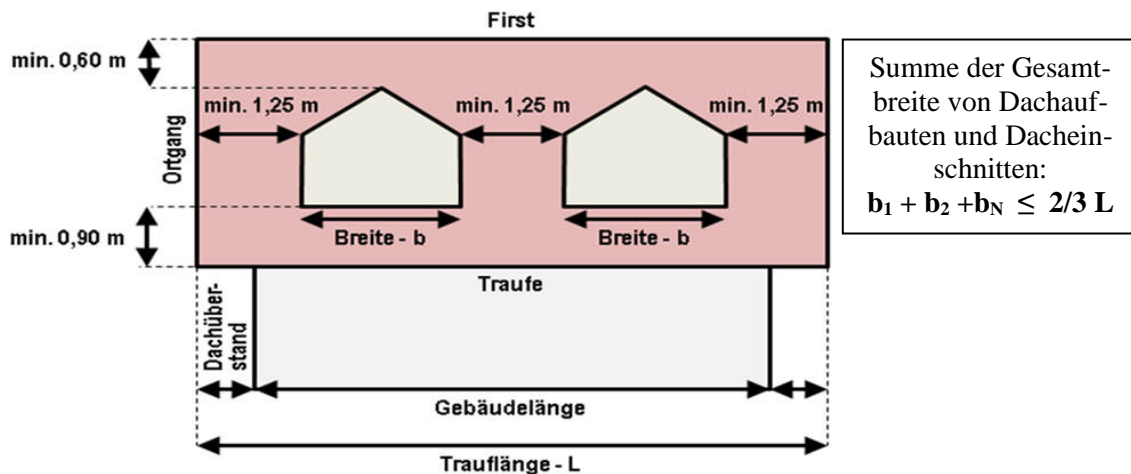 First
min. 0,60 m
min. 1,25 m
min. 1,25 m
min. 1,25 m
Ortgang
Breite - b
Breite - b
min. 0,90 m
Traufe
Dachüber-
stand
Gebäudelänge
Trauflänge - L
Summe der Gesamt-
breite von Dachauf-
bauten und Dachein-
schnitten:
b₁ + b₂ +bN ≤ 2/3 L